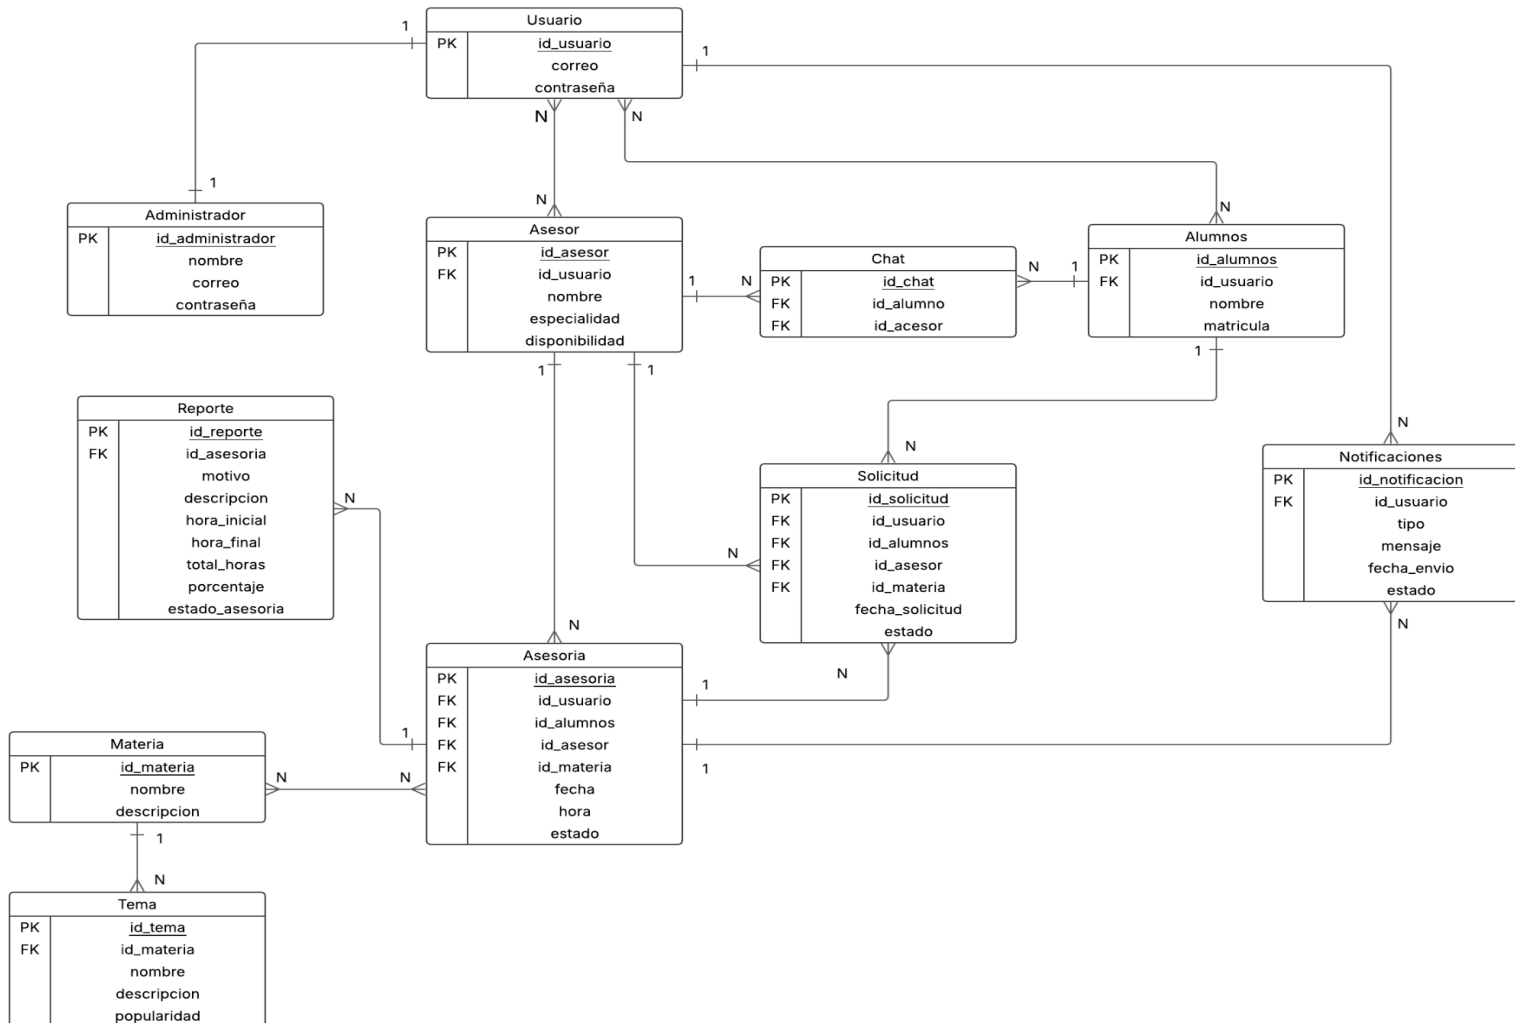 Usuario
PK id_usuario
correo
contraseña
1
1
N
N
1
Administrador
PK id_administrador
nombre
correo
contraseña
N
Asesor
PK id_asesor
FK id_usuario
nombre
especialidad
disponibilidad
1
N
Chat
PK id_chat
FK id_alumno
FK id_acesor
N
1
N
Alumnos
PK id_alumnos
FK id_usuario
nombre
matricula
1
1
1
Reporte
PK id_reporte
FK id_asesoria
motivo
descripcion
hora_inicial
hora_final
total_horas
porcentaje
estado_asesoria
N
N
Solicitud
PK id_solicitud
FK id_usuario
FK id_alumnos
FK id_asesor
FK id_materia
fecha_solicitud
estado
N
N
N
Notificaciones
PK id_notificacion
FK id_usuario
tipo
mensaje
fecha_envio
estado
N
N
Asesoria
PK id_asesoria
FK id_usuario
FK id_alumnos
FK id_asesor
FK id_materia
fecha
hora
estado
1
1
1
Materia
PK id_materia
nombre
descripcion
N
N
1
N
Tema
PK id_tema
FK id_materia
nombre
descripcion
popularidad